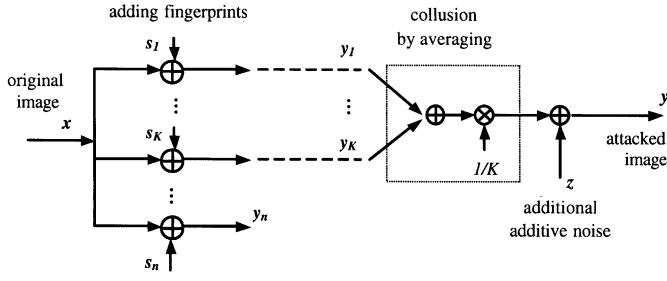 adding fingerprints
collusion
by averaging
original
image
x
s1
y1
...
...
sK
yK
1/K
y
attacked
image
z
additional
additive noise
...
yn
sn